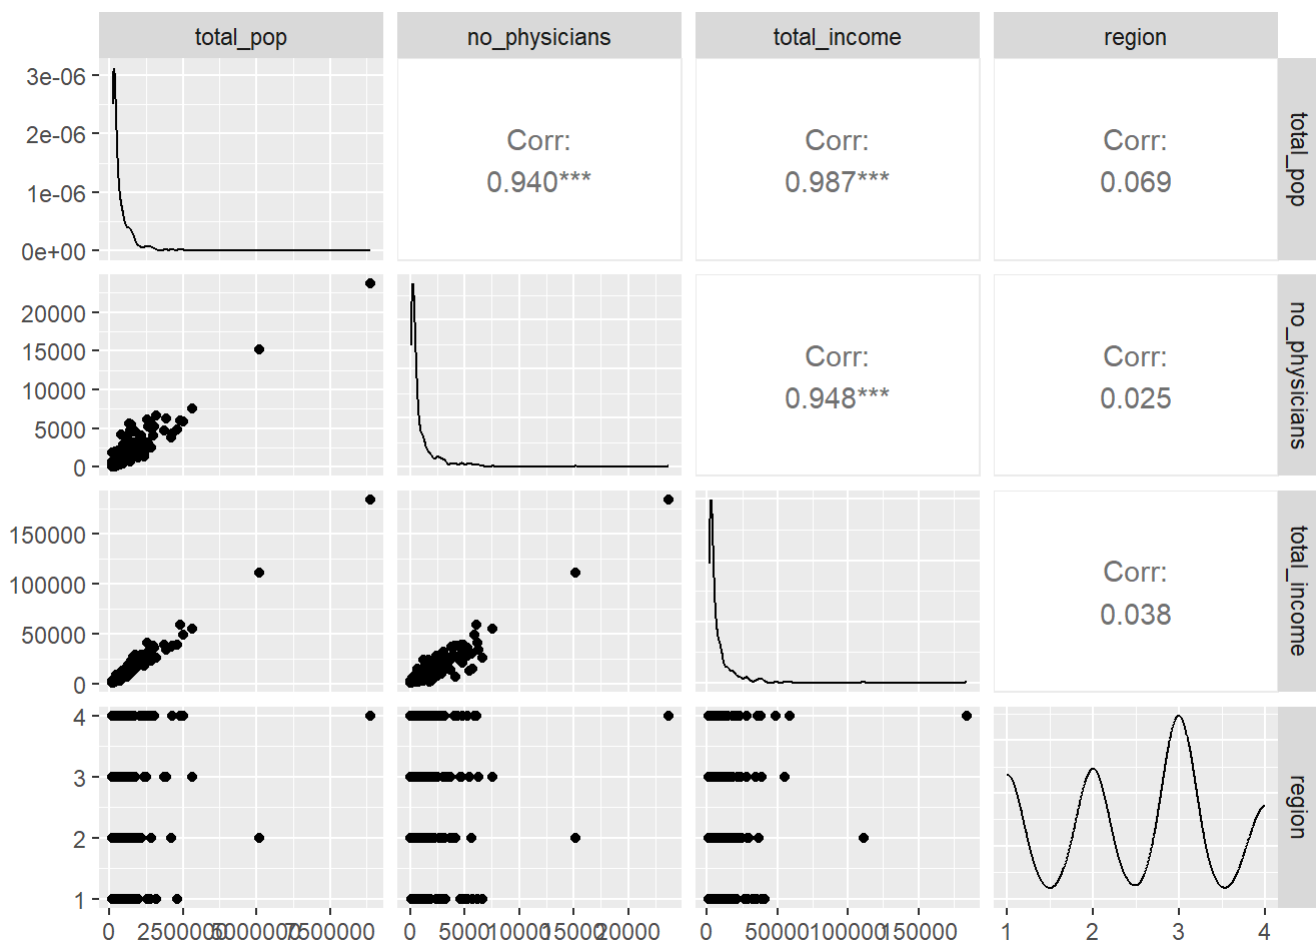 total_pop no_physicians total_income region
3e-06
2e-06
1e-06
0e+00
Corr:
0.940***
Corr:
0.987***
Corr:
0.069
total_pop
20000
15000
10000
5000
0
Corr:
0.948***
Corr:
0.025
no_physicians
150000
100000
50000
0
Corr:
0.038
total_income
4
3
2
1
region
0 2500000 5000000 7500000 0 5000 10000 15000 20000 0 50000 100000 150000 1 2 3 4